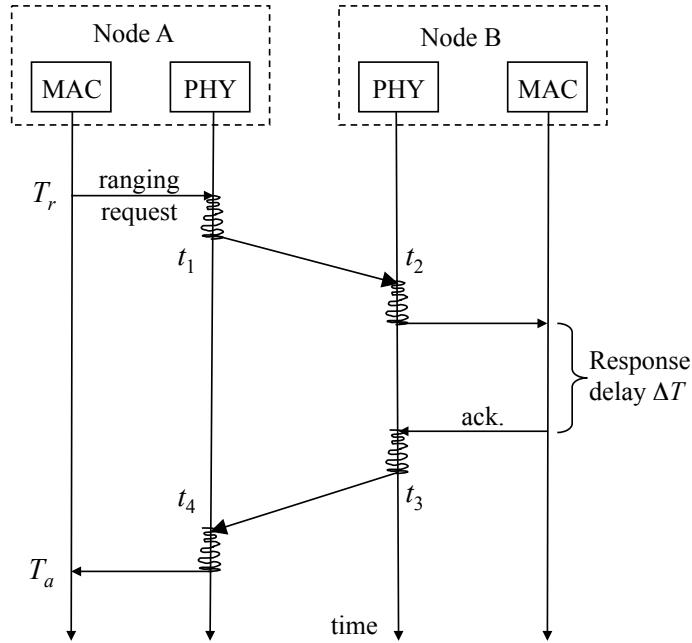 Node A
Node B
MAC
PHY
PHY
MAC
T_r
ranging
request
t_1
t_2
Response
delay ΔT
ack.
t_4
t_3
T_a
time